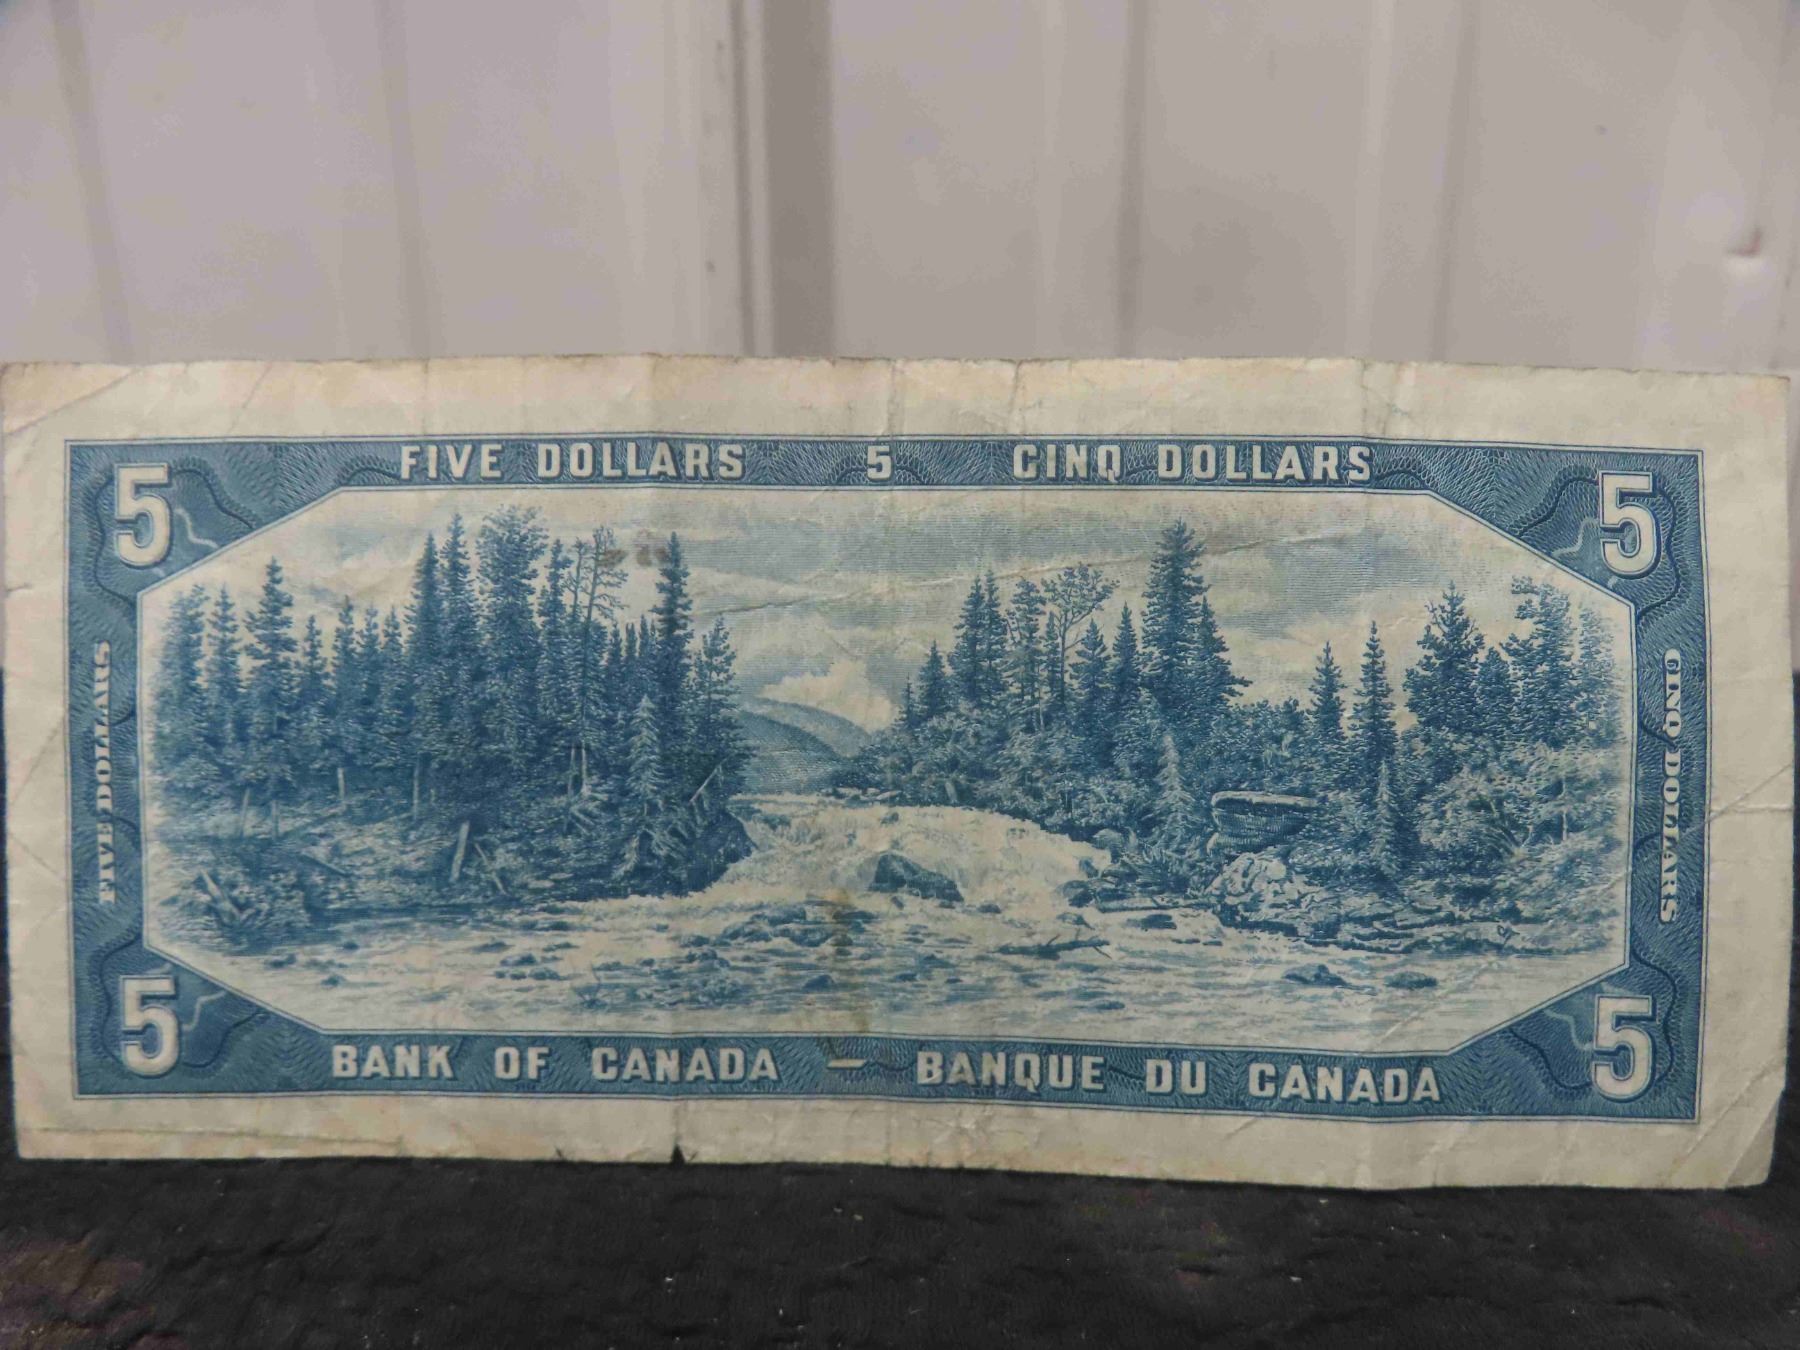 FIVE DOLLARS 5 CINQ DOLLARS
5 5
FIVE DOLLARS
CINQ DOLLARS
5 5
BANK OF CANADA — BANQUE DU CANADA